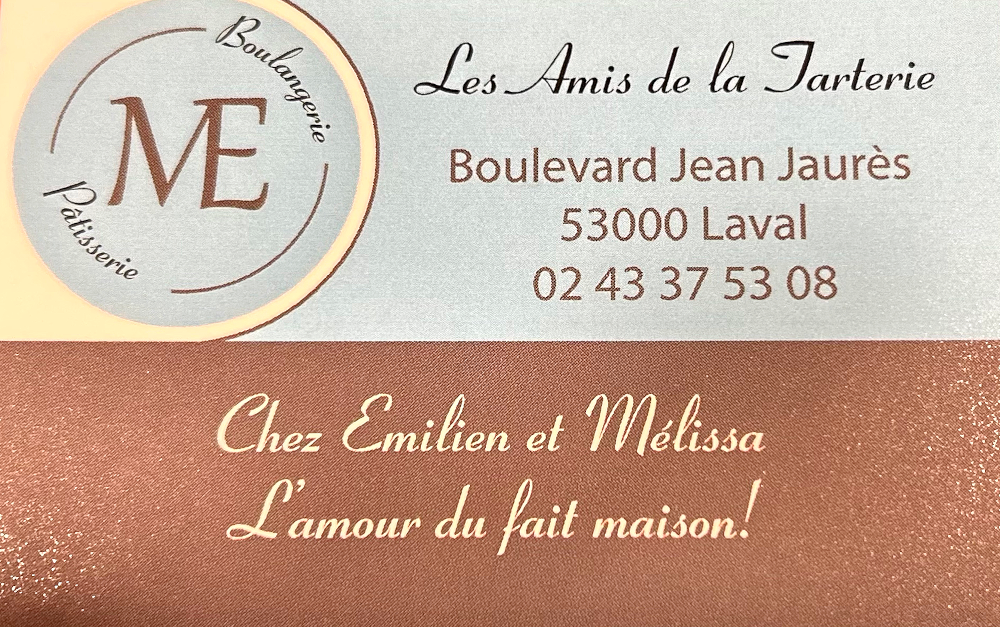 Boulangerie
ME
Pâtisserie
Les Amis de la Tarterie
Boulevard Jean Jaurès
53000 Laval
02 43 37 53 08
Chez Emilien et Mélissa
L'amour du fait maison!